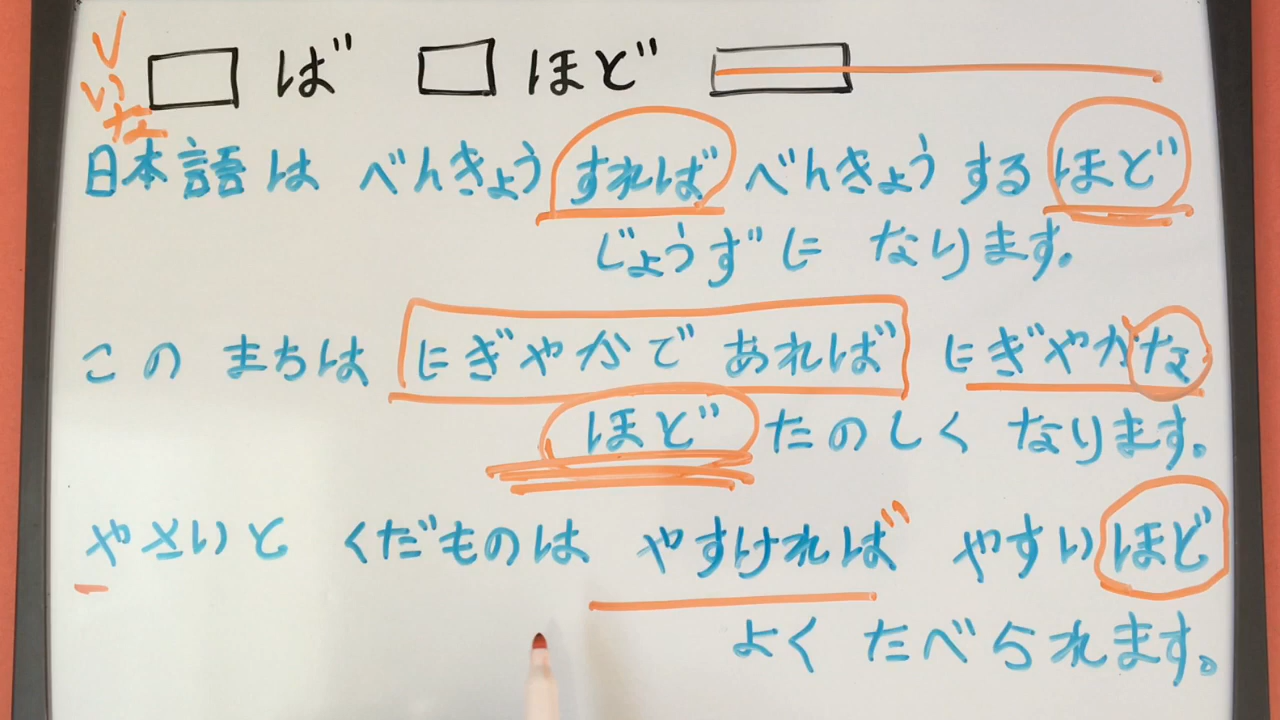 V
い
な
ば ほど
日本語は べんきょう すれば べんきょう する ほど
じょうずに なります.
この まちは にぎやかで あれば にぎやかな
ほど たのしく なります.
やさいと くだものは やすければ やすい ほど
よく たべられます。